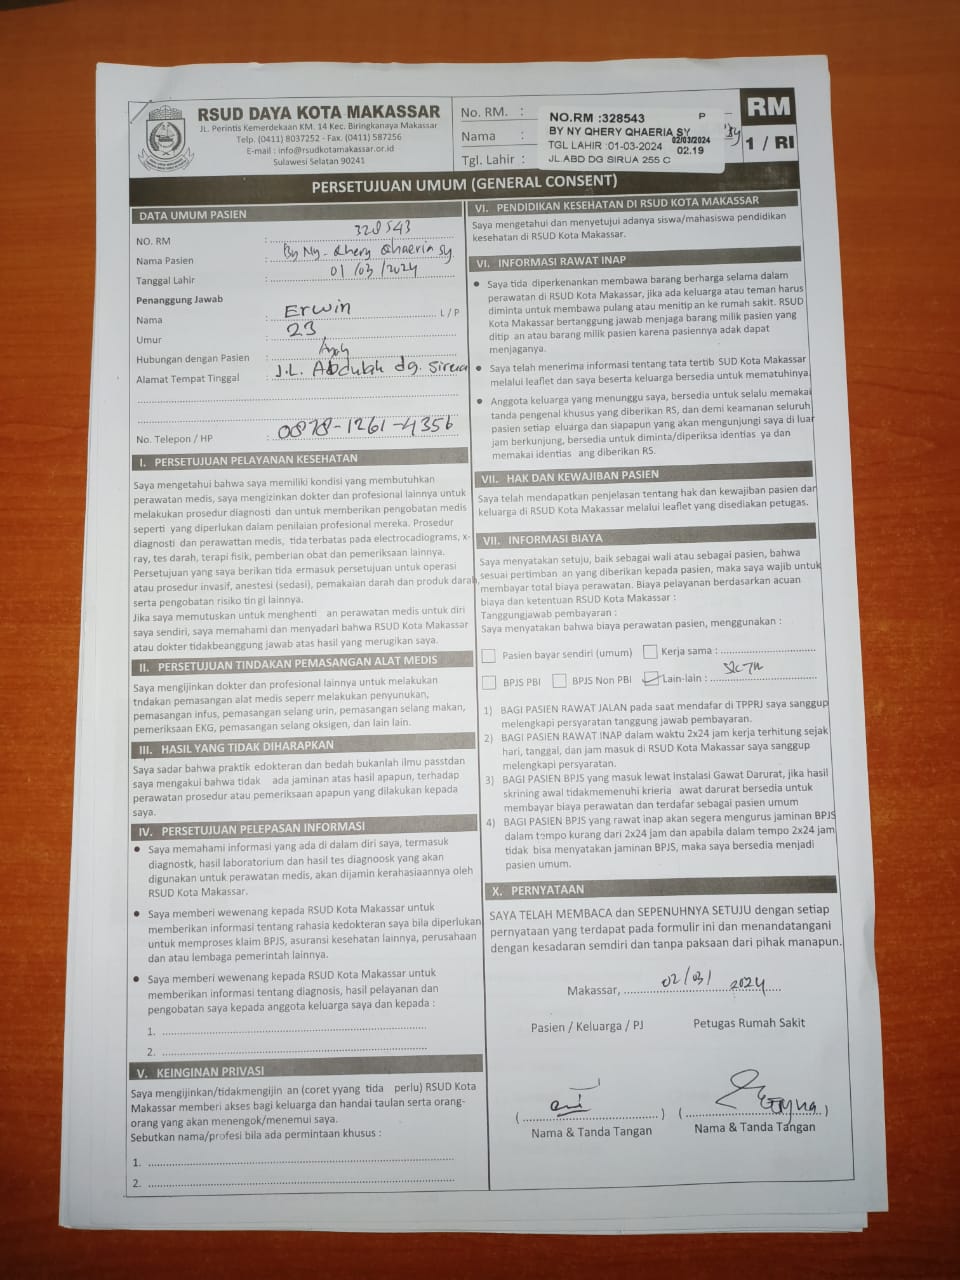 RSUD DAYA KOTA MAKASSAR
JL. Perintis Kemerdekaan KM. 14 Kec. Biringkanaya Makassar
Telp. (0411) 8037252 - Fax. (0411) 587256
E-mail : info@rsudkotamakassar.or.id
Sulawesi Selatan 90241
No. RM. :
Nama :
Tgl. Lahir :
NO.RM :328543 P
BY NY QHERY QHAERIA SY
TGL LAHIR :01-03-2024 02/03/2024
02.19
JL.ABD DG SIRUA 255 C
RM
1 / RI
PERSETUJUAN UMUM (GENERAL CONSENT)
DATA UMUM PASIEN
NO. RM : 328543
Nama Pasien : By Ny. Qhery Qhaeria Sy
Tanggal Lahir : 01/03/2024
Penanggung Jawab
Nama : Erwin L / P
Umur : 23
Hubungan dengan Pasien : Ayah
Alamat Tempat Tinggal : J.L. Abdulah dg. Sirua
No. Telepon / HP : 0878-1261-4356
I. PERSETUJUAN PELAYANAN KESEHATAN
Saya mengetahui bahwa saya memiliki kondisi yang membutuhkan
perawatan medis, saya mengizinkan dokter dan profesional lainnya untuk
melakukan prosedur diagnosti dan untuk memberikan pengobatan medis
seperti yang diperlukan dalam penilaian profesional mereka. Prosedur
diagnosti dan perawattan medis, tida terbatas pada electrocadiograms, x-
ray, tes darah, terapi fisik, pemberian obat dan pemeriksaan lainnya.
Persetujuan yang saya berikan tida ermasuk persetujuan untuk operasi
atau prosedur invasif, anestesi (sedasi), pemakaian darah dan produk darah,
serta pengobatan risiko tin gi lainnya.
Jika saya memutuskan untuk menghenti an perawatan medis untuk diri
saya sendiri, saya memahami dan menyadari bahwa RSUD Kota Makassar
atau dokter tidakbeanggung jawab atas hasil yang merugikan saya.
II. PERSETUJUAN TINDAKAN PEMASANGAN ALAT MEDIS
Saya mengijinkan dokter dan profesional lainnya untuk melakukan
tndakan pemasangan alat medis seperr melakukan penyunukan,
pemasangan infus, pemasangan selang urin, pemasangan selang makan,
pemeriksaan EKG, pemasangan selang oksigen, dan lain lain.
III. HASIL YANG TIDAK DIHARAPKAN
Saya sadar bahwa praktik edokteran dan bedah bukanlah ilmu passtdan
saya mengakui bahwa tidak ada jaminan atas hasil apapun, terhadap
perawatan prosedur atau pemeriksaan apapun yang dilakukan kepada
saya.
IV. PERSETUJUAN PELEPASAN INFORMASI
• Saya memahami informasi yang ada di dalam diri saya, termasuk
diagnostk, hasil laboratorium dan hasil tes diagnoosk yang akan
digunakan untuk perawatan medis, akan dijamin kerahasiaannya oleh
RSUD Kota Makassar.
• Saya memberi wewenang kepada RSUD Kota Makassar untuk
memberikan informasi tentang rahasia kedokteran saya bila diperlukan
untuk memproses klaim BPJS, asuransi kesehatan lainnya, perusahaan
dan atau lembaga pemerintah lainnya.
• Saya memberi wewenang kepada RSUD Kota Makassar untuk
memberikan informasi tentang diagnosis, hasil pelayanan dan
pengobatan saya kepada anggota keluarga saya dan kepada :
1.
2.
V. KEINGINAN PRIVASI
Saya mengijinkan/tidakmengijin an (coret yyang tida perlu) RSUD Kota
Makassar memberi akses bagi keluarga dan handai taulan serta orang-
orang yang akan menengok/menemui saya.
Sebutkan nama/profesi bila ada permintaan khusus :
1.
2.
VI. PENDIDIKAN KESEHATAN DI RSUD KOTA MAKASSAR
Saya mengetahui dan menyetujui adanya siswa/mahasiswa pendidikan
kesehatan di RSUD Kota Makassar.
VI. INFORMASI RAWAT INAP
• Saya tida diperkenankan membawa barang berharga selama dalam
perawatan di RSUD Kota Makassar, jika ada keluarga atau teman harus
diminta untuk membawa pulang atau menitip an ke rumah sakit. RSUD
Kota Makassar bertanggung jawab menjaga barang milik pasien yang
ditip an atau barang milik pasien karena pasiennya adak dapat
menjaganya.
• Saya telah menerima informasi tentang tata tertib SUD Kota Makassar
melalui leaflet dan saya beserta keluarga bersedia untuk mematuhinya.
• Anggota keluarga yang menunggu saya, bersedia untuk selalu memakai
tanda pengenal khusus yang diberikan RS, dan demi keamanan seluruh
pasien setiap eluarga dan siapapun yang akan mengunjungi saya di luar
jam berkunjung, bersedia untuk diminta/diperiksa identias ya dan
memakai identias ang diberikan RS.
VII. HAK DAN KEWAJIBAN PASIEN
Saya telah mendapatkan penjelasan tentang hak dan kewajiban pasien dan
keluarga di RSUD Kota Makassar melalui leaflet yang disediakan petugas.
VII. INFORMASI BIAYA
Saya menyatakan setuju, baik sebagai wali atau sebagai pasien, bahwa
sesuai pertimban an yang diberikan kepada pasien, maka saya wajib untuk
membayar total biaya perawatan. Biaya pelayanan berdasarkan acuan
biaya dan ketentuan RSUD Kota Makassar :
Tanggungjawab pembayaran :
Saya menyatakan bahwa biaya perawatan pasien, menggunakan :
Pasien bayar sendiri (umum) Kerja sama :
BPJS PBI BPJS Non PBI Lain-lain :
1) BAGI PASIEN RAWAT JALAN pada saat mendafar di TPPRJ saya sanggup
melengkapi persyaratan tanggung jawab pembayaran.
2) BAGI PASIEN RAWAT INAP dalam waktu 2x24 jam kerja terhitung sejak
hari, tanggal, dan jam masuk di RSUD Kota Makassar saya sanggup
melengkapi persyaratan.
3) BAGI PASIEN BPJS yang masuk lewat Instalasi Gawat Darurat, jika hasil
skrining awal tidakmemenuhi krieria awat darurat bersedia untuk
membayar biaya perawatan dan terdafar sebagai pasien umum
4) BAGI PASIEN BPJS yang rawat inap akan segera mengurus jaminan BPJS
dalam tempo kurang dari 2x24 jam dan apabila dalam tempo 2x24 jam
tidak bisa menyatakan jaminan BPJS, maka saya bersedia menjadi
pasien umum.
X. PERNYATAAN
SAYA TELAH MEMBACA dan SEPENUHNYA SETUJU dengan setiap
pernyataan yang terdapat pada formulir ini dan menandatangani
dengan kesadaran semdiri dan tanpa paksaan dari pihak manapun.
Makassar, 02/03/2024
Pasien / Keluarga / PJ Petugas Rumah Sakit
Nama & Tanda Tangan Nama & Tanda Tangan